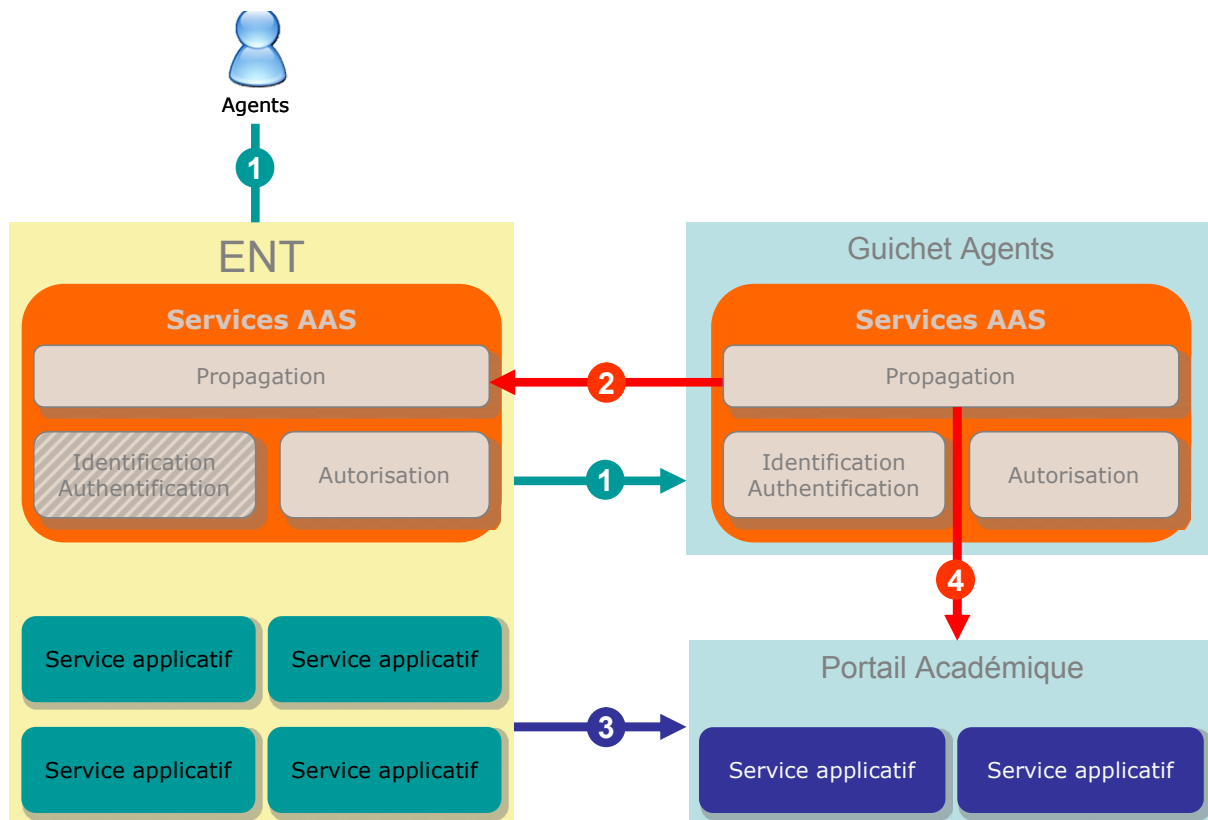 Agents
1
ENT
Guichet Agents
Services AAS
Services AAS
Propagation
2
Propagation
Identification
Authentification
Autorisation
1
Identification
Authentification
Autorisation
4
Service applicatif
Service applicatif
Portail Académique
3
Service applicatif
Service applicatif
Service applicatif
Service applicatif